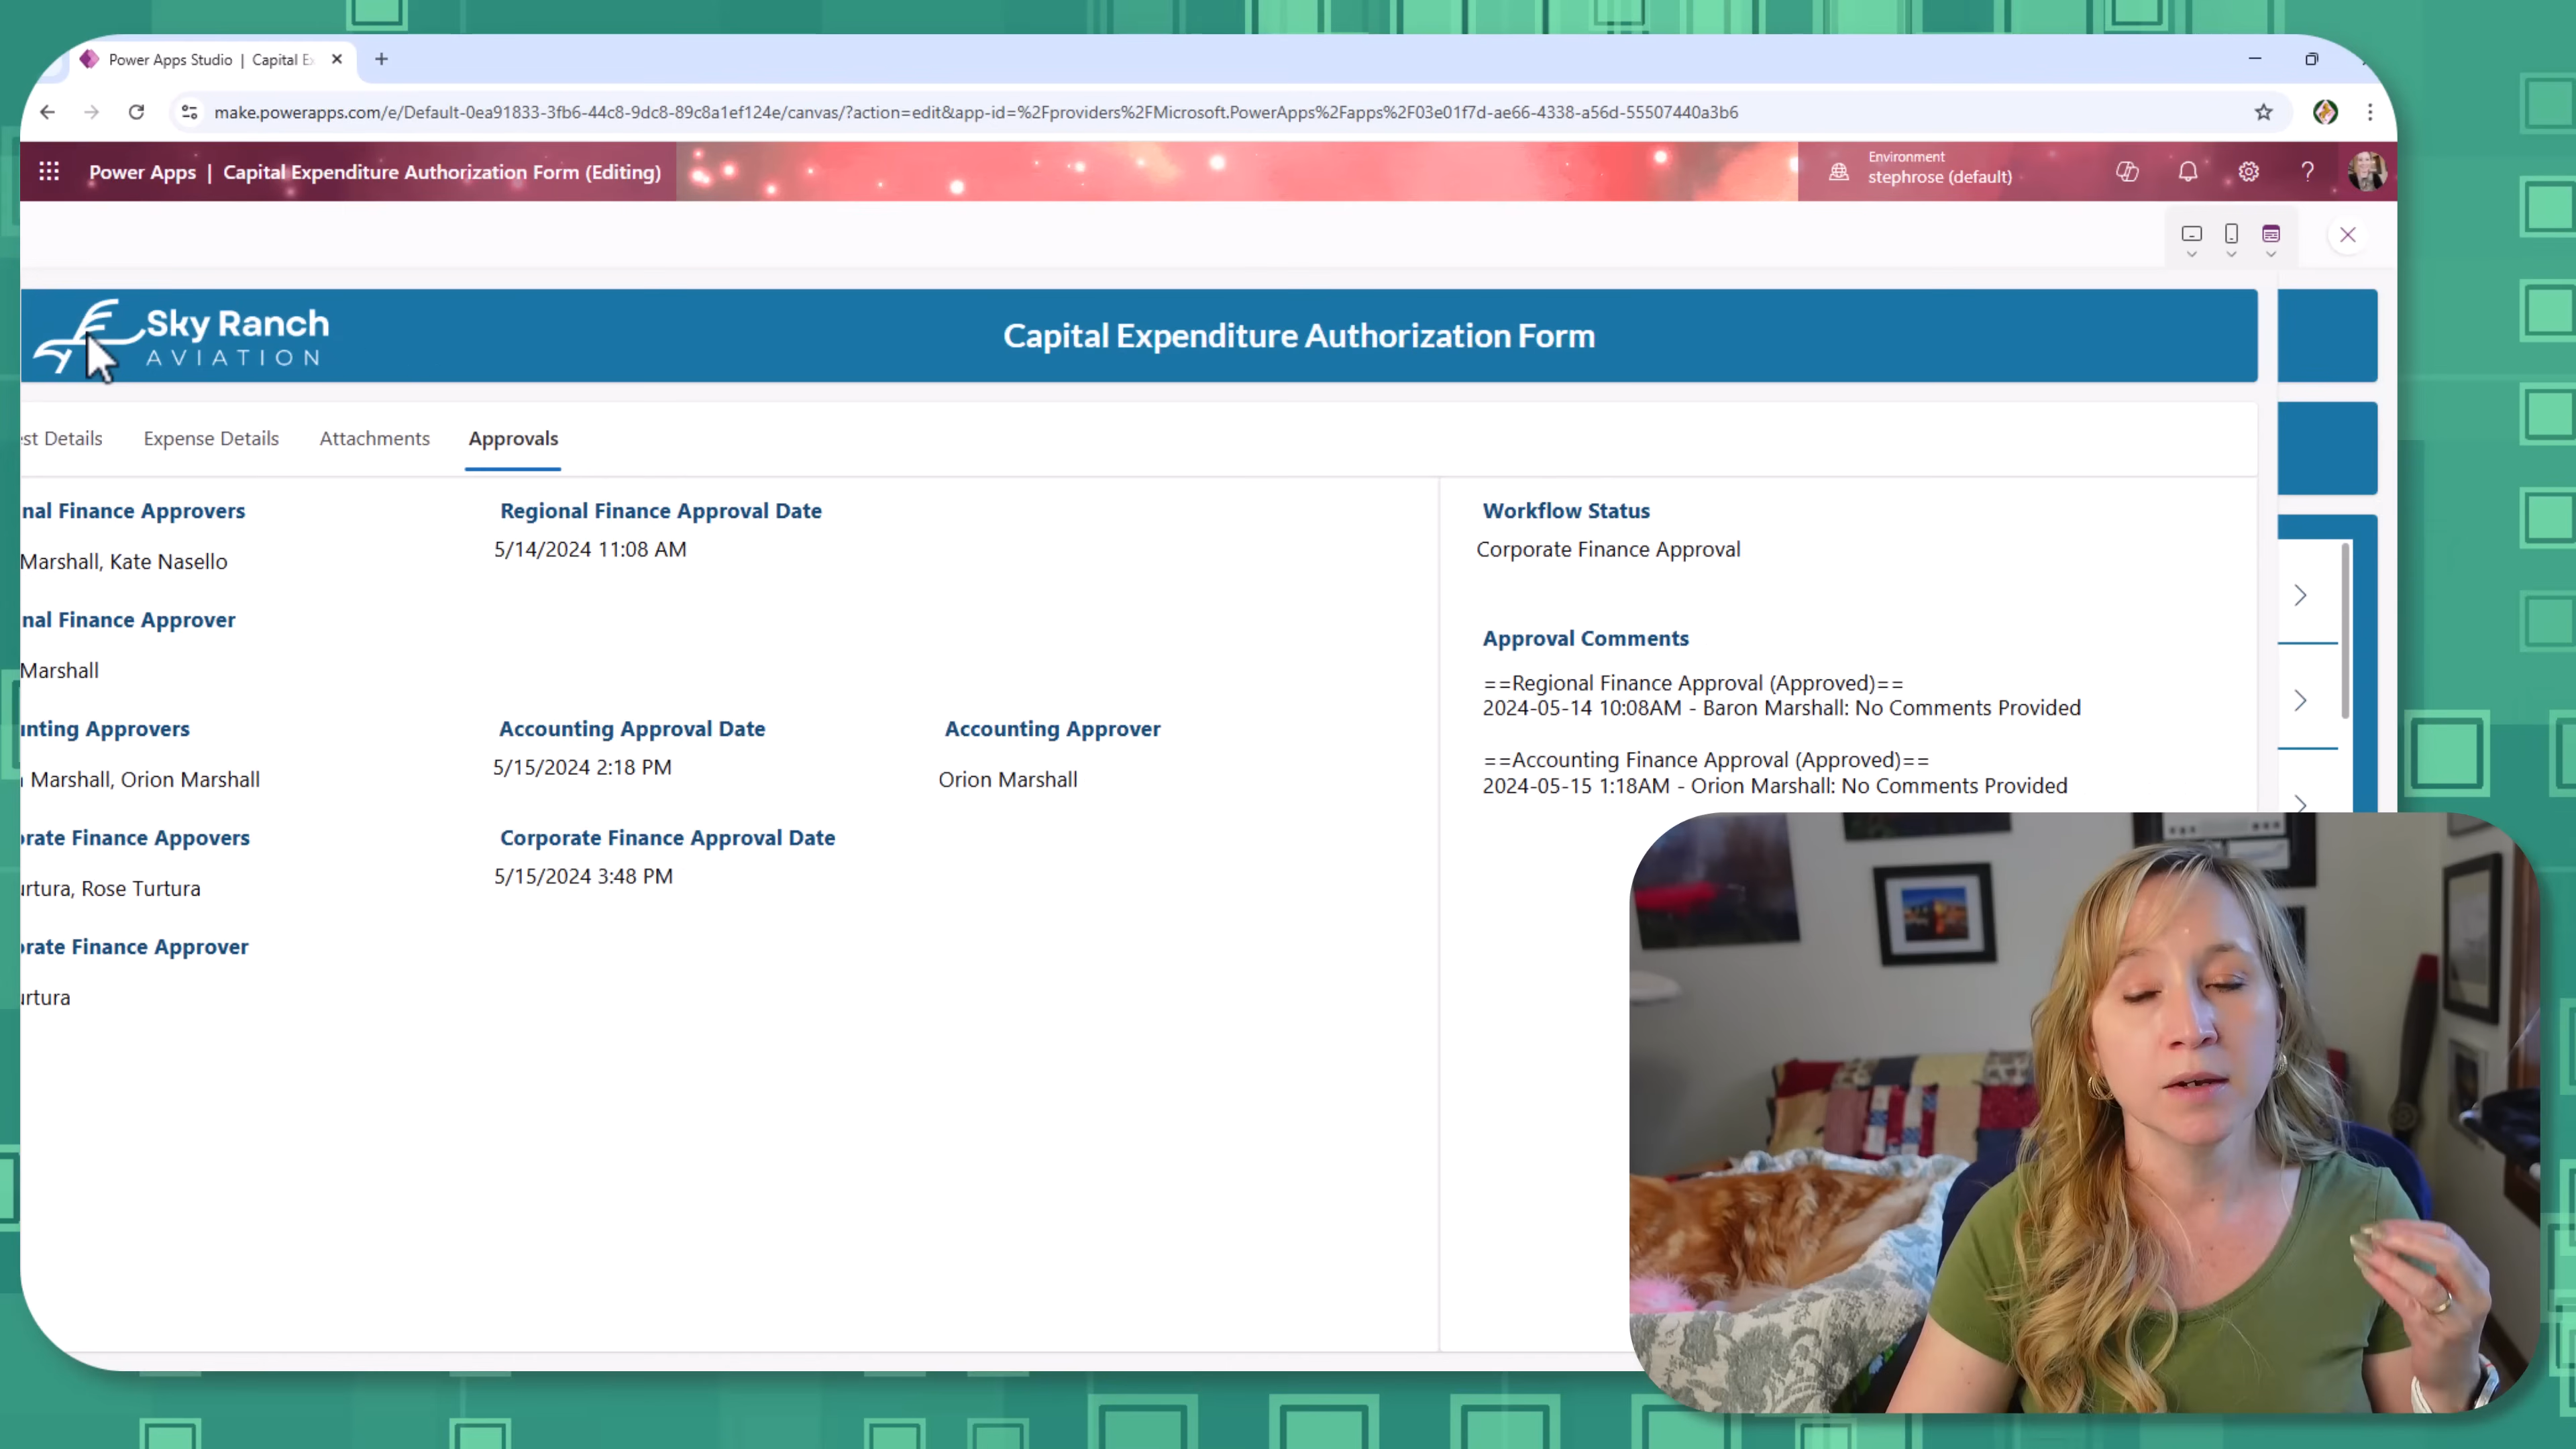 Power Apps Studio | Capital Ex
make.powerapps.com/e/Default-0ea91833-3fb6-44c8-9dc8-89c8a1ef124e/canvas/?action=edit&app-id=%2Fproviders%2FMicrosoft.PowerApps%2Fapps%2F03e01f7d-ae66-4338-a56d-55507440a3b6
Power Apps | Capital Expenditure Authorization Form (Editing)
Environment
stephrose (default)
Sky Ranch
AVIATION
Capital Expenditure Authorization Form
st Details Expense Details Attachments Approvals
nal Finance Approvers
Marshall, Kate Nasello
nal Finance Approver
Marshall
nting Approvers
Marshall, Orion Marshall
rate Finance Appovers
urtura, Rose Turtura
rate Finance Approver
urtura
Regional Finance Approval Date
5/14/2024 11:08 AM
Accounting Approval Date
5/15/2024 2:18 PM
Corporate Finance Approval Date
5/15/2024 3:48 PM
Accounting Approver
Orion Marshall
Workflow Status
Corporate Finance Approval
Approval Comments
==Regional Finance Approval (Approved)==
2024-05-14 10:08AM - Baron Marshall: No Comments Provided
==Accounting Finance Approval (Approved)==
2024-05-15 1:18AM - Orion Marshall: No Comments Provided